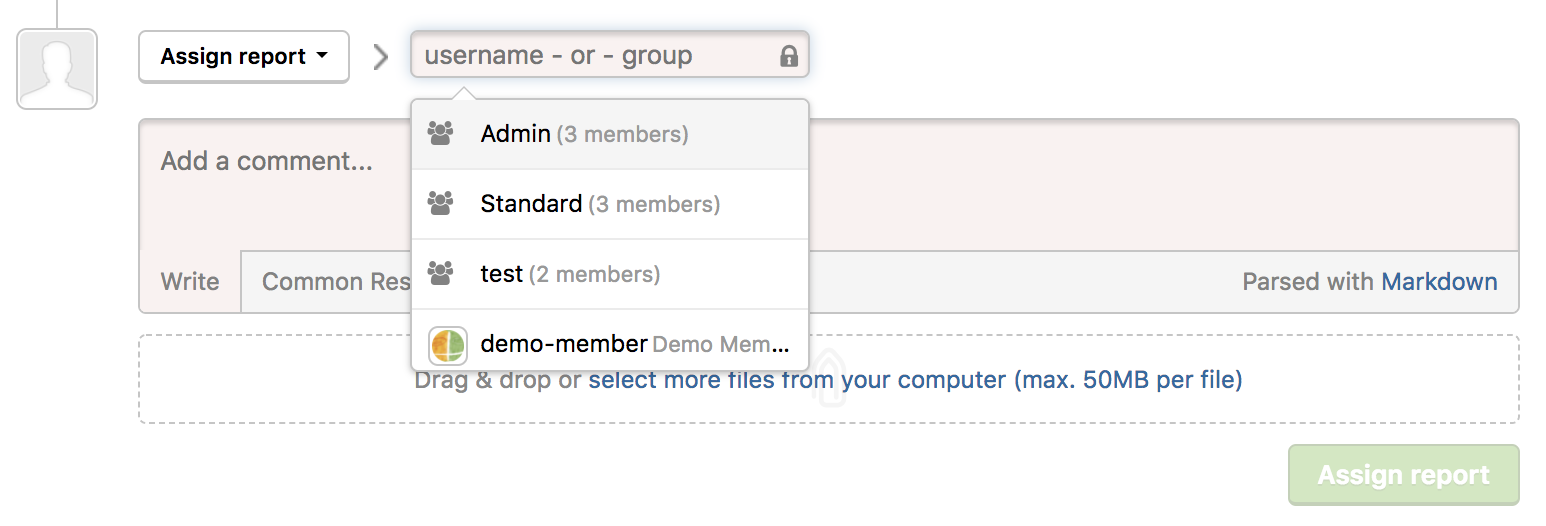 Assign report
username - or - group
Admin (3 members)
Add a comment...
Standard (3 members)
test (2 members)
Write
Common Res
Parsed with Markdown
demo-member Demo Mem...
Drag & drop or select more files from your computer (max. 50MB per file)
Assign report